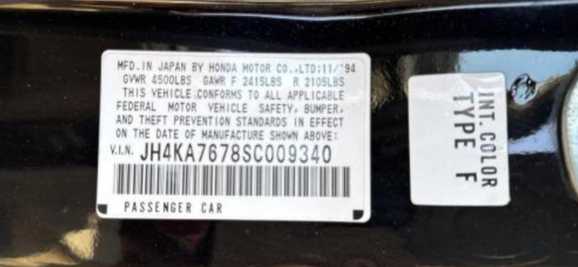 MFD. IN JAPAN BY HONDA MOTOR CO., LTD: 11/'94
GVWR 4500LBS GAWR F 2415LBS R 2105LBS
THIS VEHICLE CONFORMS TO ALL APPLICABLE
FEDERAL MOTOR VEHICLE SAFETY, BUMPER,
AND THEFT PREVENTION STANDARDS IN EFFECT
ON THE DATE OF MANUFACTURE SHOWN ABOVE:
V.I.N. JH4KA7678SC009340
PASSENGER CAR
INT. COLOR
TYPE F